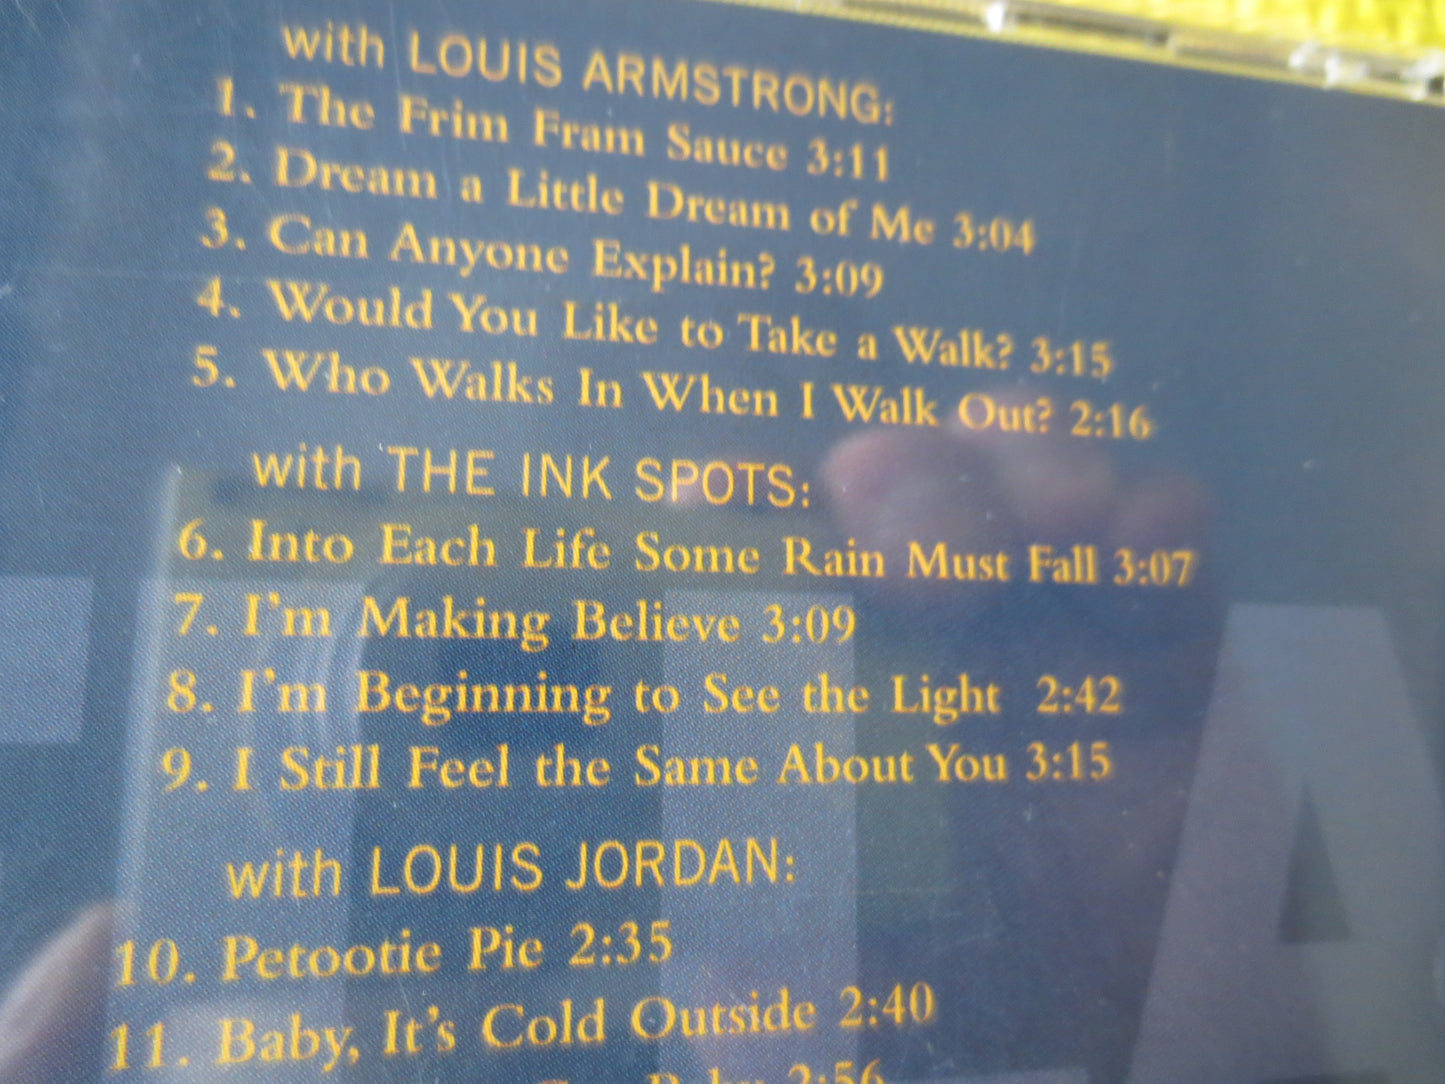 with LOUIS ARMSTRONG:
1. The Frim Fram Sauce 3:11
2. Dream a Little Dream of Me 3:04
3. Can Anyone Explain? 3:09
4. Would You Like to Take a Walk? 3:15
5. Who Walks In When I Walk Out? 2:16
with THE INK SPOTS:
6. Into Each Life Some Rain Must Fall 3:07
7. I'm Making Believe 3:09
8. I'm Beginning to See the Light 2:42
9. I Still Feel the Same About You 3:15
with LOUIS JORDAN:
10. Petootie Pie 2:35
11. Baby, It's Cold Outside 2:40
Baby 2:56